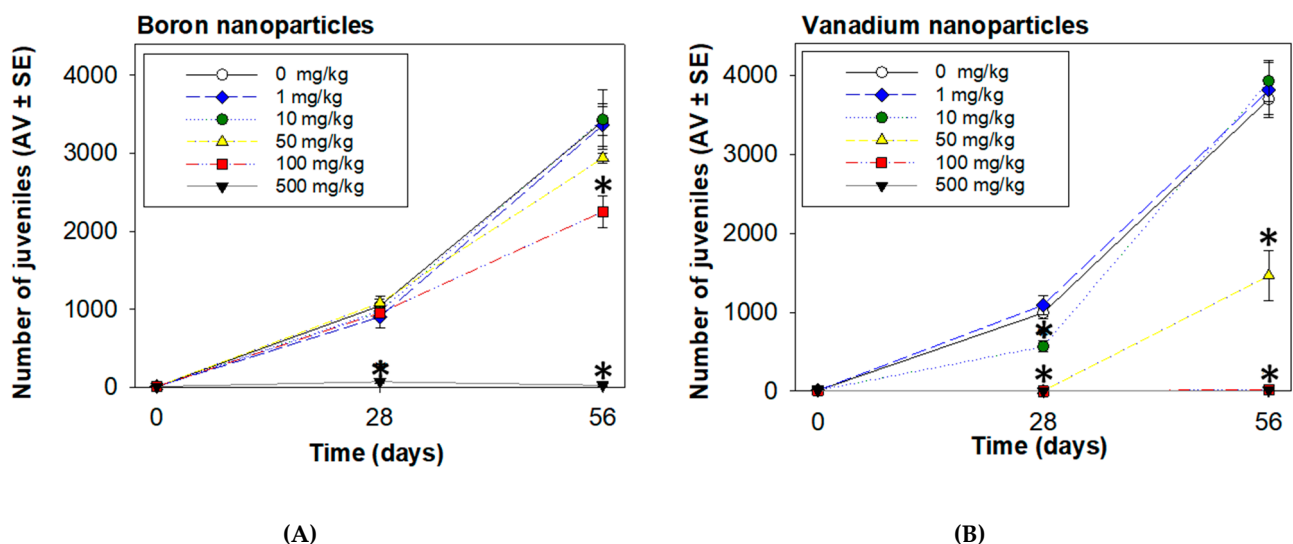 Boron nanoparticles
Number of juveniles (AV ± SE)
4000
3000
2000
1000
0
0 mg/kg
1 mg/kg
10 mg/kg
50 mg/kg
100 mg/kg
500 mg/kg
*
*
*
0 28 56
Time (days)
(A)
Vanadium nanoparticles
Number of juveniles (AV ± SE)
4000
3000
2000
1000
0
0 mg/kg
1 mg/kg
10 mg/kg
50 mg/kg
100 mg/kg
500 mg/kg
*
*
*
*
0 28 56
Time (days)
(B)